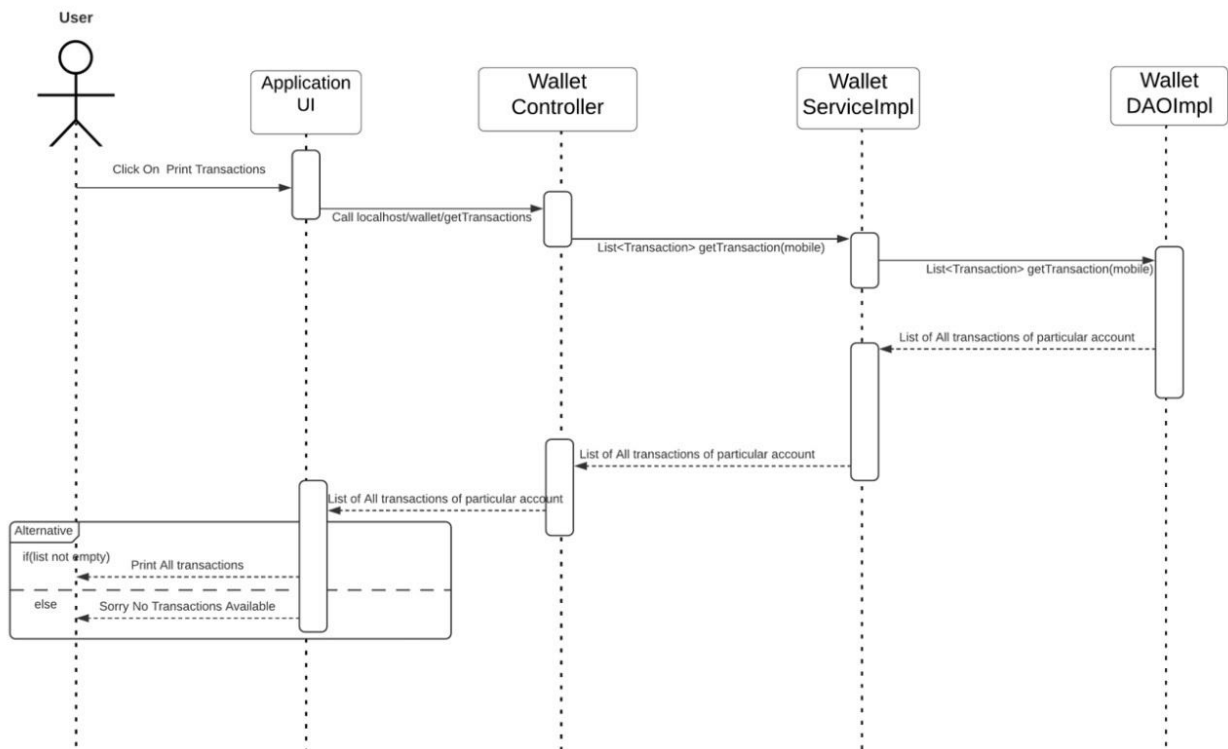 User
Application
UI
Wallet
Controller
Wallet
ServiceImpl
Wallet
DAOImpl
Click On Print Transactions
Call localhost/wallet/getTransactions
List<Transaction> getTransaction(mobile)
List<Transaction> getTransaction(mobile)
List of All transactions of particular account
List of All transactions of particular account
List of All transactions of particular account
Alternative
if(list not empty)
Print All transactions
else
Sorry No Transactions Available